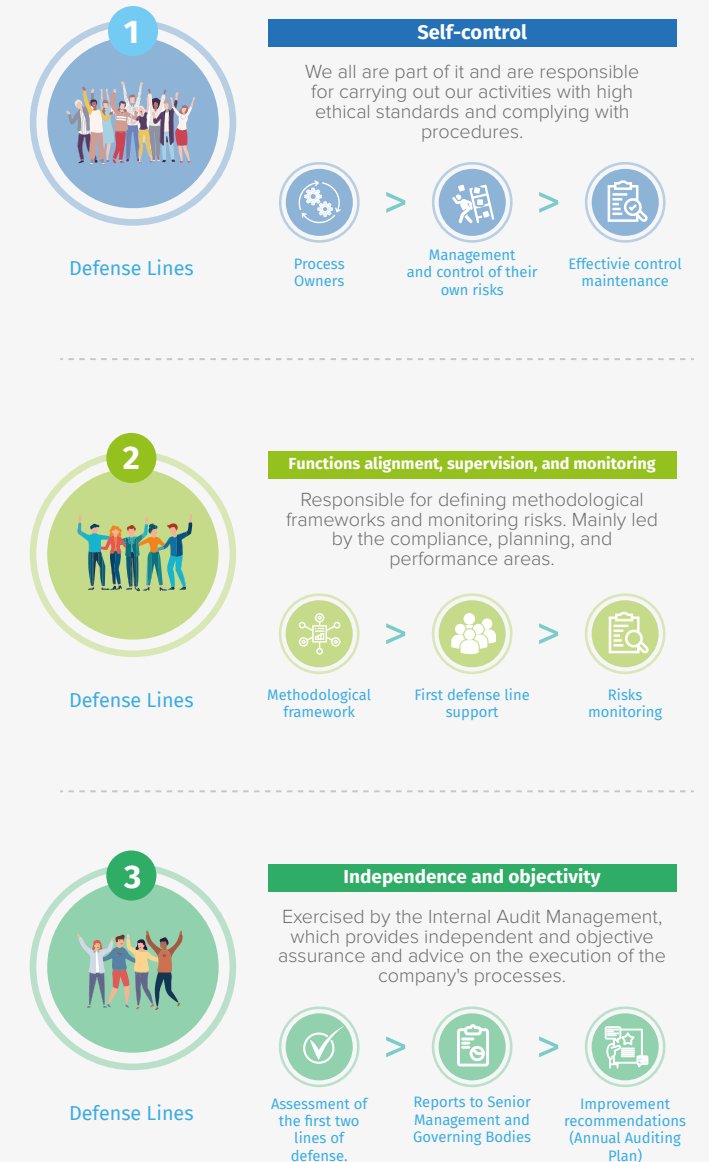 1
Self-control
We all are part of it and are responsible
for carrying out our activities with high
ethical standards and complying with
procedures.
>
>
Defense Lines
Process
Owners
Management
and control of their
own risks
Effectivie control
maintenance
2
Functions alignment, supervision, and monitoring
Responsible for defining methodological
frameworks and monitoring risks. Mainly led
by the compliance, planning, and
performance areas.
>
>
Defense Lines
Methodological
framework
First defense line
support
Risks
monitoring
3
Independence and objectivity
Exercised by the Internal Audit Management,
which provides independent and objective
assurance and advice on the execution of the
company's processes.
>
>
Defense Lines
Assessment of
the first two
lines of
defense.
Reports to Senior
Management and
Governing Bodies
Improvement
recommendations
(Annual Auditing
Plan)